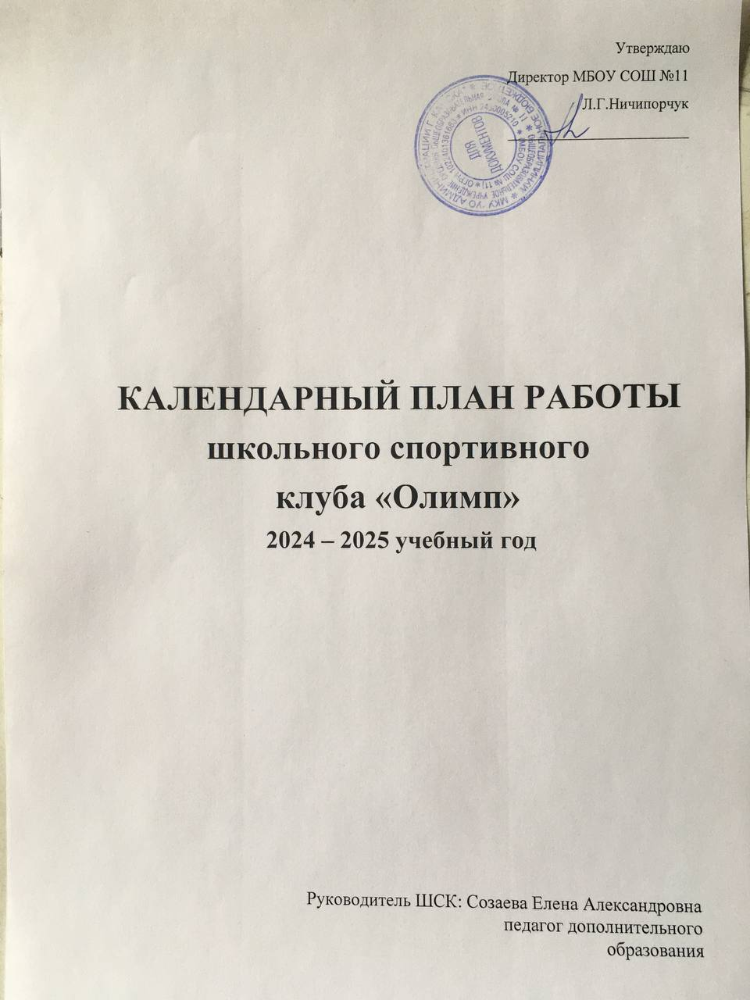 Утверждаю
Директор МБОУ СОШ №11
Л.Г.Ничипорчук
ДЛЯ
ДОКУМЕНТОВ
КАЛЕНДАРНЫЙ ПЛАН РАБОТЫ
школьного спортивного
клуба «Олимп»
2024 – 2025 учебный год
Руководитель ШСК: Созаева Елена Александровна
педагог дополнительного
образования